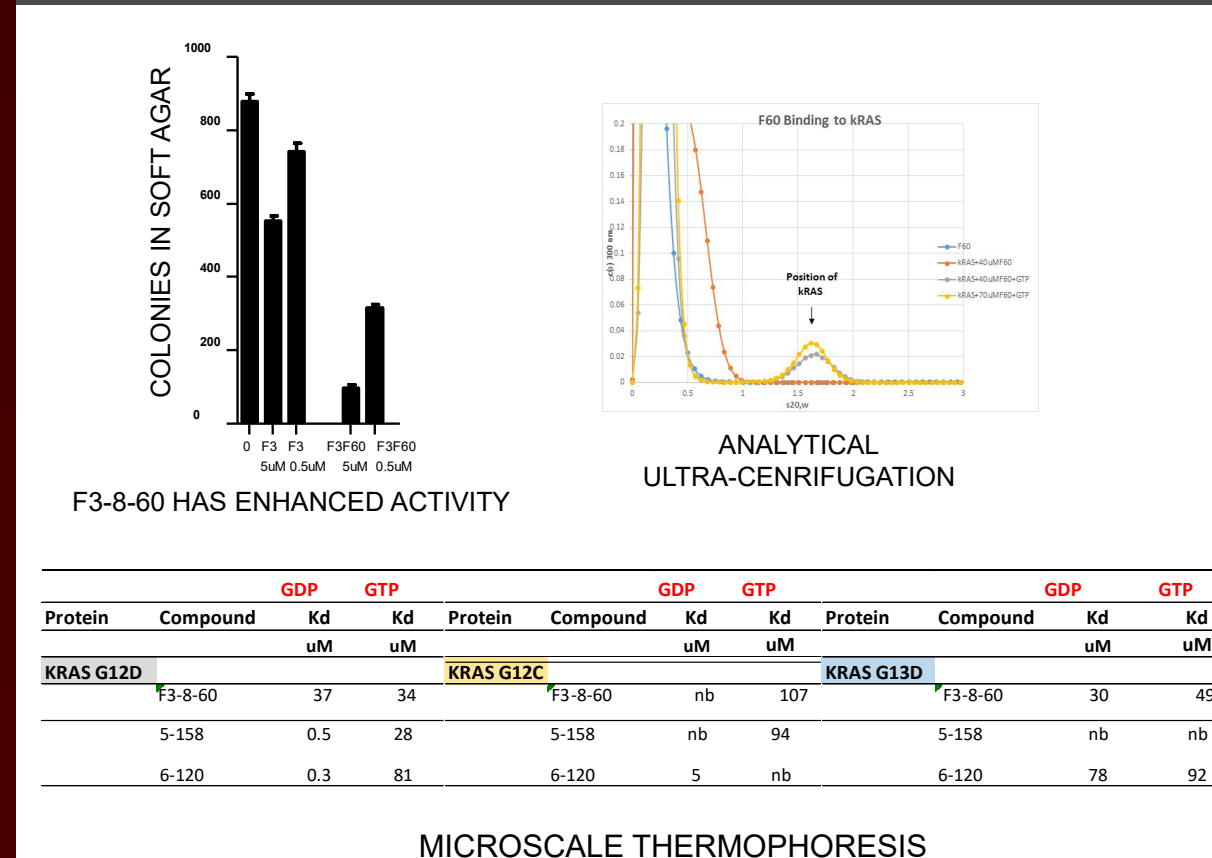 1000
800
600
400
200
0
COLONIES IN SOFT AGAR
0 F3 F3 F3F60 F3F60
5uM 0.5uM 5uM 0.5uM
F3-8-60 HAS ENHANCED ACTIVITY
F60 Binding to kRAS
0.2
0.18
0.16
0.14
0.12
0.1
0.08
0.06
0.04
0.02
0
c(s) 300 nm
0 0.5 1 1.5 2 2.5 3
s20,w
Position of
kRAS
F60
kRAS+40uMF60
kRAS+40uMF60+GTP
kRAS+70uMF60+GTP
ANALYTICAL
ULTRA-CENRIFUGATION
GDP GTP GDP GTP GDP GTP
Protein Compound Kd Kd Protein Compound Kd Kd Protein Compound Kd Kd
uM uM uM uM uM uM
KRAS G12D KRAS G12C KRAS G13D
F3-8-60 37 34 F3-8-60 nb 107 F3-8-60 30 49
5-158 0.5 28 5-158 nb 94 5-158 nb nb
6-120 0.3 81 6-120 5 nb 6-120 78 92
MICROSCALE THERMOPHORESIS